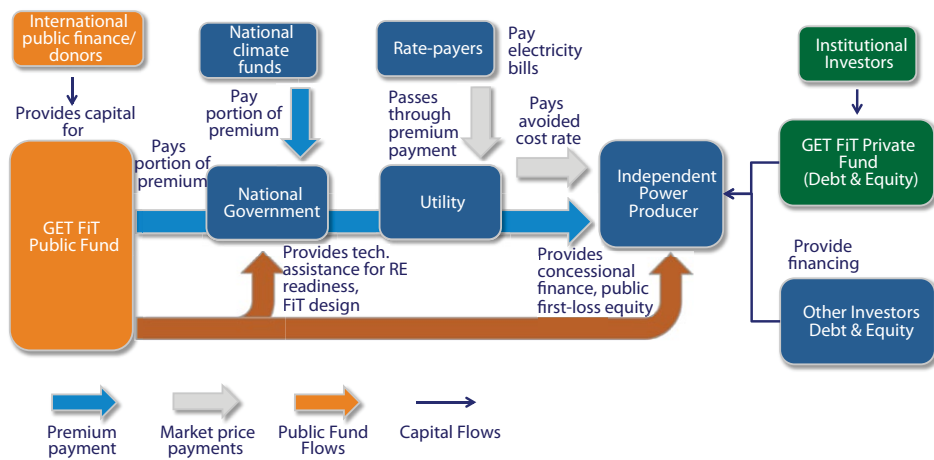 International
public finance/
donors
National
climate
funds
Rate-payers
Pay
electricity
bills
Institutional
Investors
Provides capital
for
Pay
portion of
premium
Passes
through
premium
payment
Pays
avoided
cost rate
Pays
portion of
premium
GET FiT
Public Fund
National
Government
Utility
Independent
Power
Producer
GET FiT Private
Fund
(Debt & Equity)
Provides tech.
assistance for RE
readiness,
FiT design
Provides
concessional
finance, public
first-loss equity
Provide
financing
Other Investors
Debt & Equity
Premium
payment
Market price
payments
Public Fund
Flows
Capital Flows